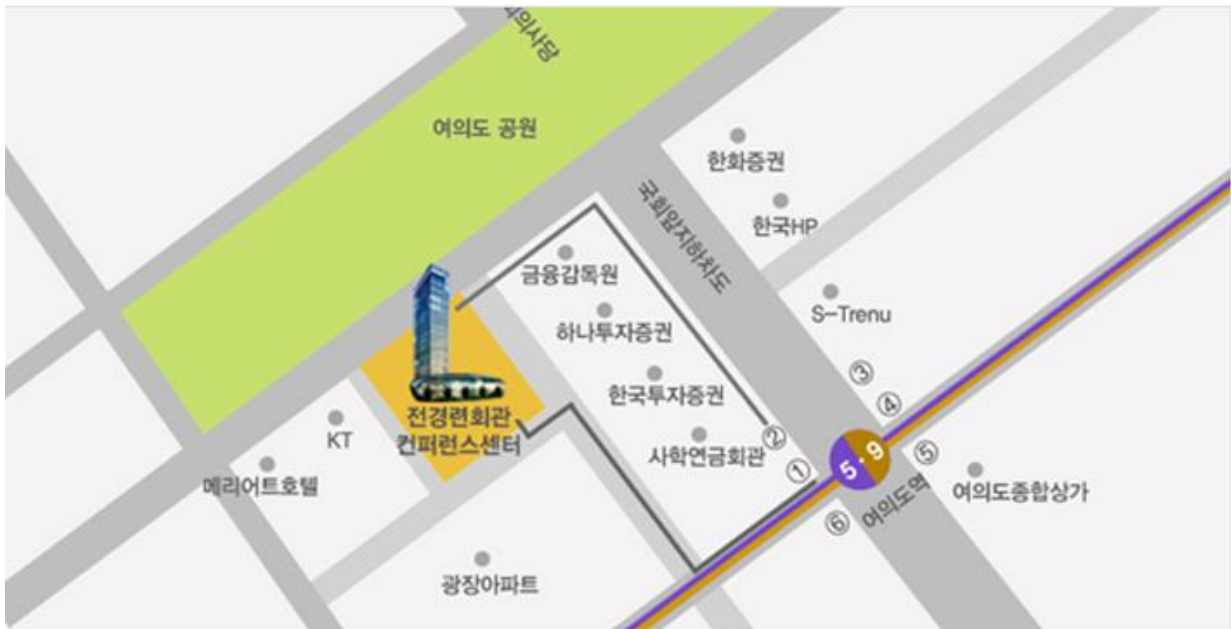 의사당
여의도 공원
한화증권
국회앞지하차도
한국HP
금융감독원
하나투자증권
S-Trenu
한국투자증권
③
④
전경련회관
컨퍼런스센터
KT
②
사학연금회관
①
5·9
⑤
메리어트호텔
여의도역
여의도종합상가
⑥
광장아파트